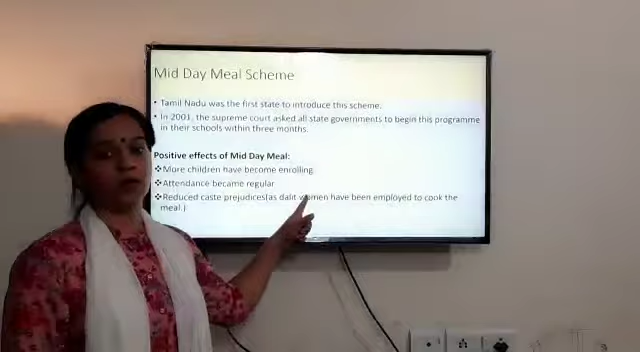 Mid Day Meal Scheme
• Tamil Nadu was the first state to introduce this scheme.
• In 2001, the supreme court asked all state governments to begin this programme
in their schools within three months.
Positive effects of Mid Day Meal:
❖More children have become enrolling
❖Attendance became regular
❖Reduced caste prejudices(as dalit women have been employed to cook the
meal.)